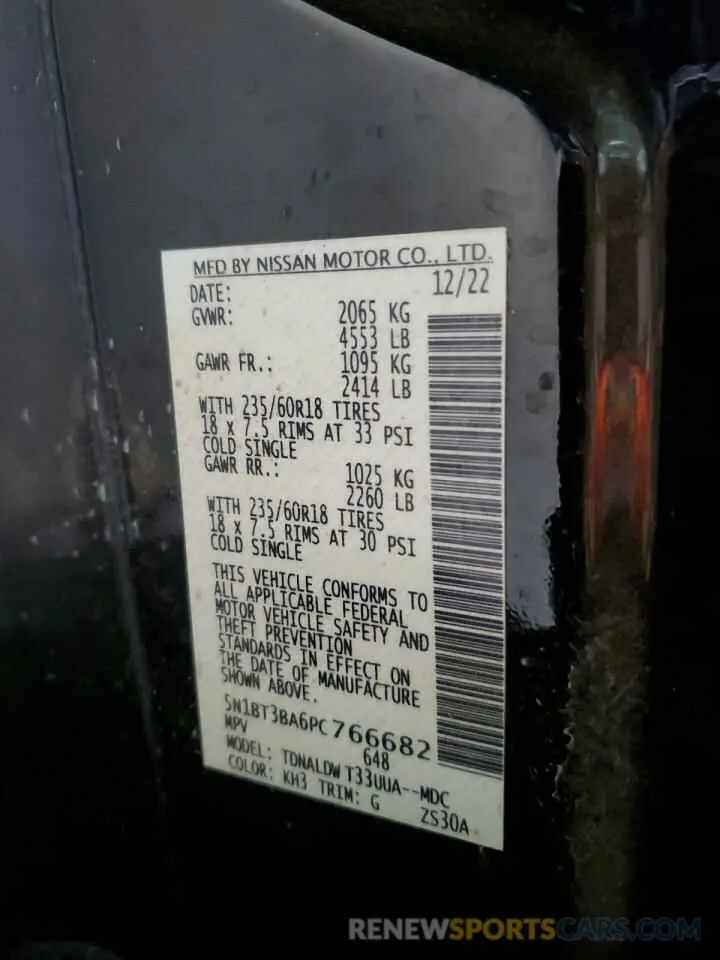 MFD BY NISSAN MOTOR CO., LTD.
DATE: 12/22
GVWR: 2065 KG
4553 LB
GAWR FR.: 1095 KG
2414 LB
WITH 235/60R18 TIRES
18 x 7.5 RIMS AT 33 PSI
COLD SINGLE
GAWR RR.: 1025 KG
2260 LB
WITH 235/60R18 TIRES
18 x 7.5 RIMS AT 30 PSI
COLD SINGLE
THIS VEHICLE CONFORMS TO
ALL APPLICABLE FEDERAL
MOTOR VEHICLE SAFETY AND
THEFT PREVENTION
STANDARDS IN EFFECT ON
THE DATE OF MANUFACTURE
SHOWN ABOVE.
5N1BT3BA6PC766682
MPV 648
MODEL: TDNALDW T33UUA--MDC
COLOR: KH3 TRIM: G ZS30A
RENEWSPORTSCARS.COM